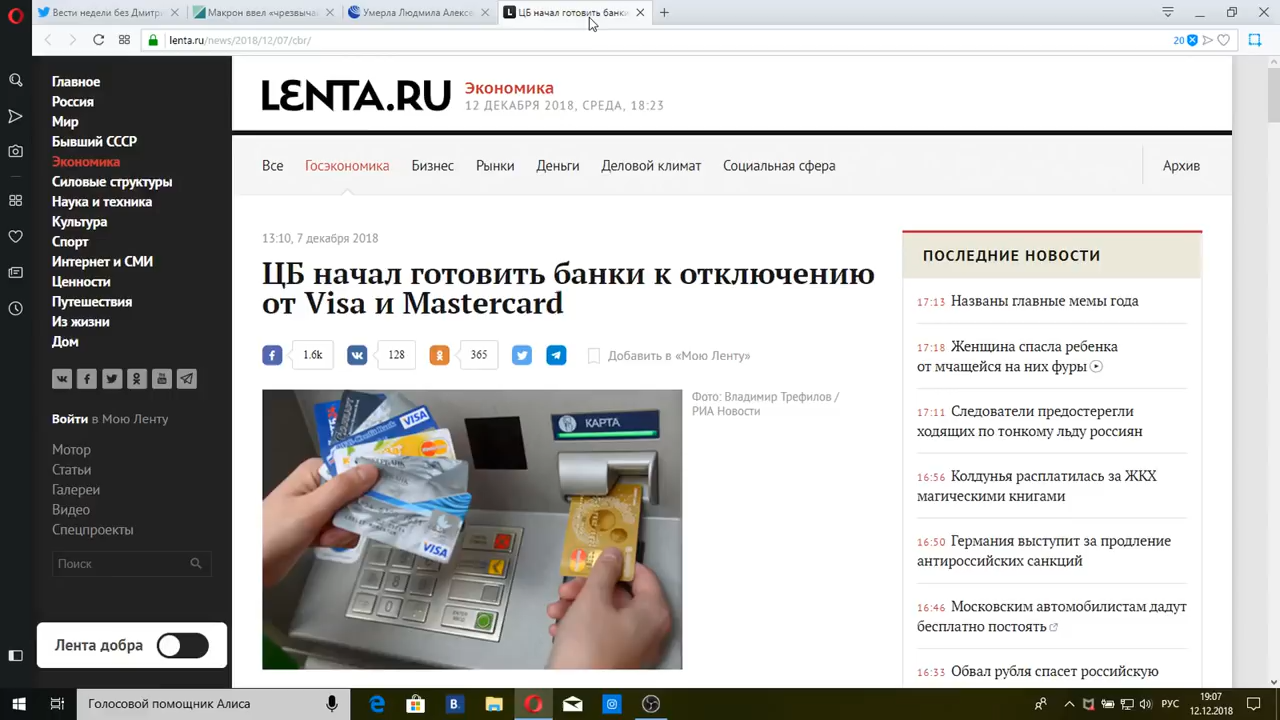 Вести недели без Дмитр
Макрон ввел «чрезвычай
Умерла Людмила Алексе
L ЦБ начал готовить банки
lenta.ru/news/2018/12/07/cbr/
20
Главное
Россия
Мир
Бывший СССР
Экономика
Силовые структуры
Наука и техника
Культура
Спорт
Интернет и СМИ
Ценности
Путешествия
Из жизни
Дом
Войти в Мою Ленту
Мотор
Статьи
Галереи
Видео
Спецпроекты
Поиск
Лента добра
LENTA.RU
Экономика
12 ДЕКАБРЯ 2018, СРЕДА, 18:23
Все Госэкономика Бизнес Рынки Деньги Деловой климат Социальная сфера Архив
13:10, 7 декабря 2018
ЦБ начал готовить банки к отключению
от Visa и Mastercard
1.6k 128 365 Добавить в «Мою Ленту»
Фото: Владимир Трефилов /
РИА Новости
КАРТА
VISA
VISA
ПОСЛЕДНИЕ НОВОСТИ
17:13 Названы главные мемы года
17:18 Женщина спасла ребенка
от мчащейся на них фуры
17:11 Следователи предостерегли
ходящих по тонкому льду россиян
16:56 Колдунья расплатилась за ЖКХ
магическими книгами
16:50 Германия выступит за продление
антироссийских санкций
16:46 Московским автомобилистам дадут
бесплатно постоять
16:33 Обвал рубля спасет российскую
Голосовой помощник Алиса
РУС
19:07
12.12.2018